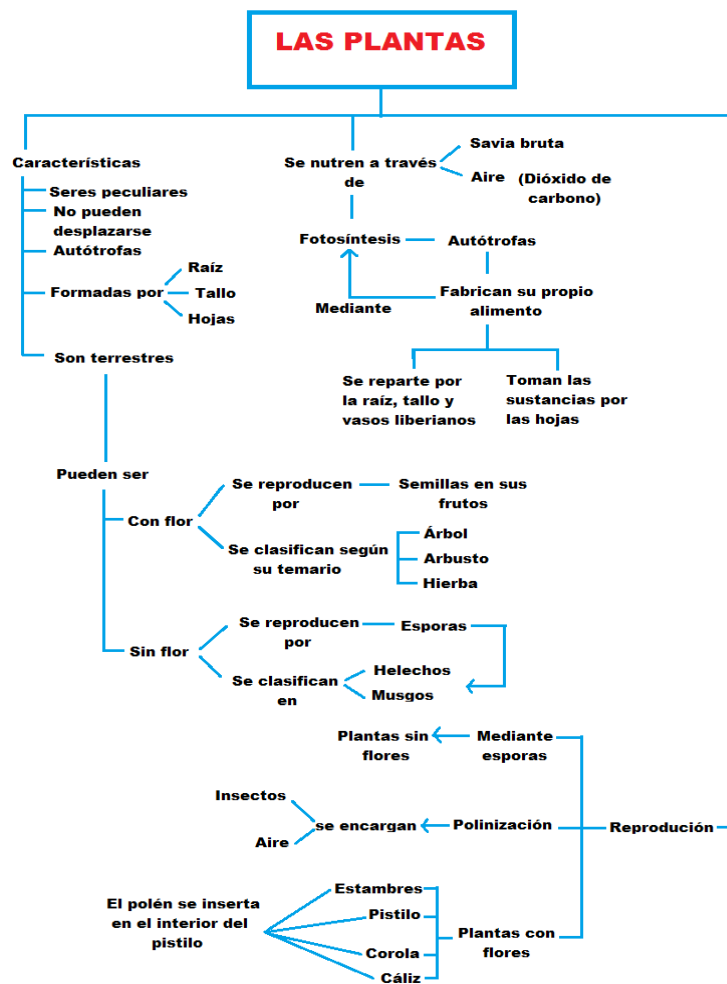 LAS PLANTAS
Características
Seres peculiares
No pueden
desplazarse
Autótrofas
Formadas por
Raíz
Tallo
Hojas
Son terrestres
Se nutren a través
de
Savia bruta
Aire
(Dióxido de
carbono)
Fotosíntesis
Autótrofas
Mediante
Fabrican su propio
alimento
Se reparte por
la raíz, tallo y
vasos liberianos
Toman las
sustancias por
las hojas
Pueden ser
Con flor
Se reproducen
por
Semillas en sus
frutos
Se clasifican según
su temario
Árbol
Arbusto
Hierba
Sin flor
Se reproducen
por
Esporas
Se clasifican
en
Helechos
Musgos
Plantas sin
flores
Mediante
esporas
Insectos
Aire
se encargan
Polinización
Reprodución
El polén se inserta
en el interior del
pistilo
Estambres
Pistilo
Corola
Cáliz
Plantas con
flores